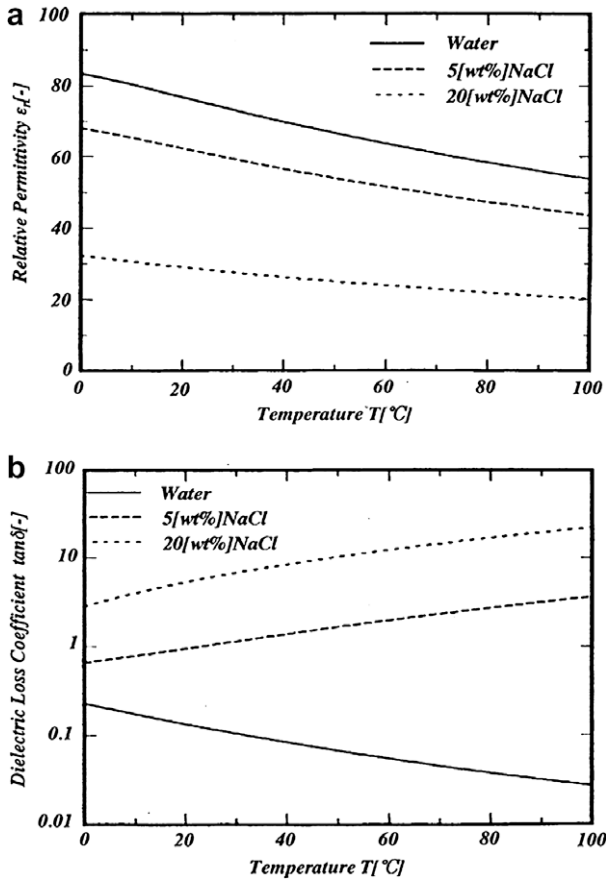 a
100
80
60
40
20
0
Relative Permittivity εr[-]
Water
5[wt%]NaCl
20[wt%]NaCl
0 20 40 60 80 100
Temperature T[℃]
b
100
10
1
0.1
0.01
Dielectric Loss Coefficient tanδ[-]
Water
5[wt%]NaCl
20[wt%]NaCl
0 20 40 60 80 100
Temperature T[℃]